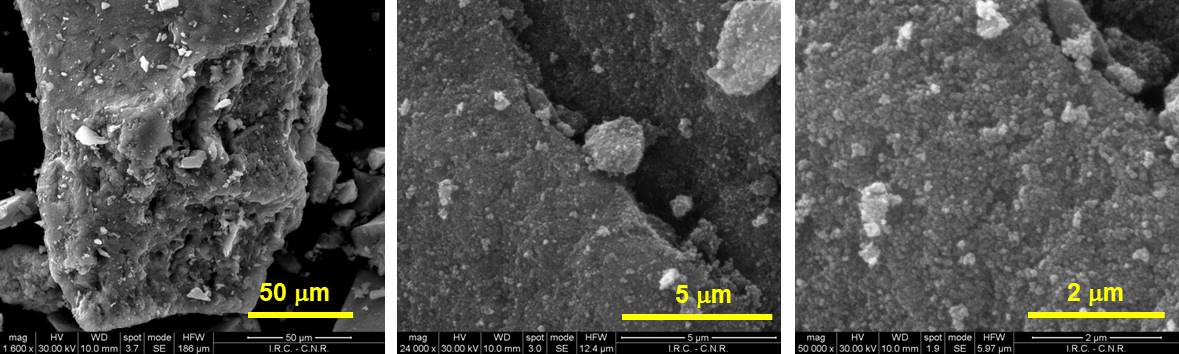 50 μm
mag HV WD spot mode HFW 50 μm
1 600 x 30.00 kV 10.0 mm 3.7 SE 186 μm I.R.C. - C.N.R.
5 μm
mag HV WD spot mode HFW 5 μm
24 000 x 30.00 kV 10.0 mm 3.0 SE 12.4 μm I.R.C. - C.N.R.
2 μm
mag HV WD spot mode HFW 2 μm
50 000 x 30.00 kV 10.0 mm 1.9 SE 5.97 μm I.R.C. - C.N.R.